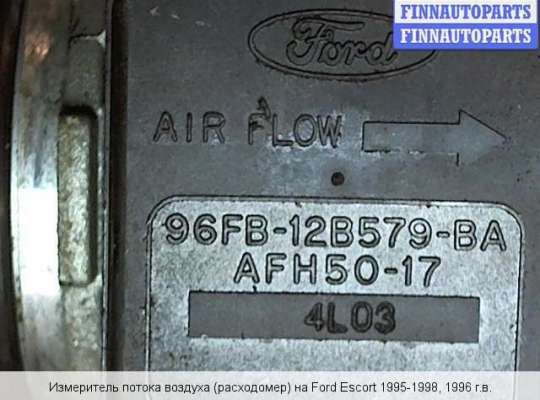 FINNAUTOPARTS
FINNAUTOPARTS
Ford
AIR FLOW
96FB-12B579-BA
AFH50-17
4L03
Измеритель потока воздуха (расходомер) на Ford Escort 1995-1998, 1996 г.в.